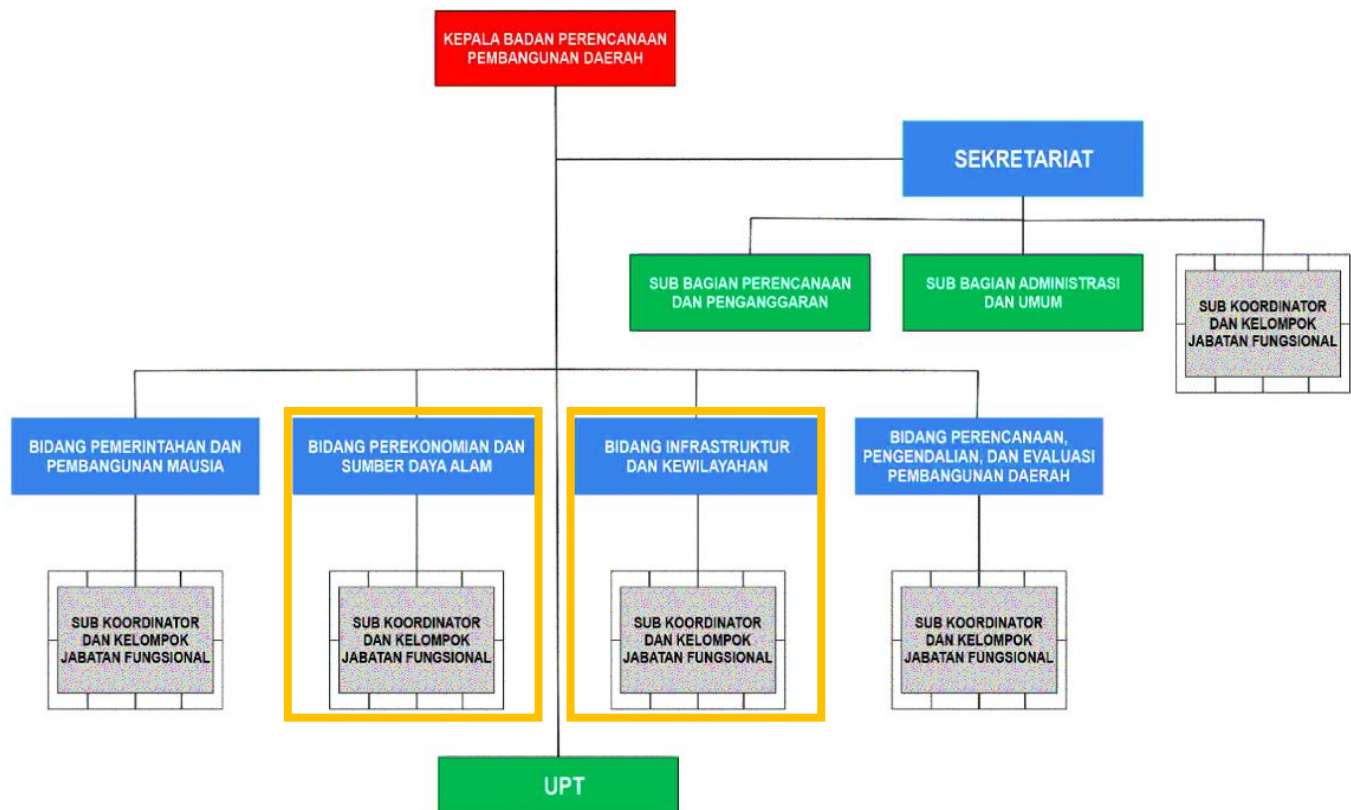 KEPALA BADAN PERENCANAAN
PEMBANGUNAN DAERAH
SEKRETARIAT
SUB BAGIAN PERENCANAAN
DAN PENGANGGARAN
SUB BAGIAN ADMINISTRASI
DAN UMUM
SUB KOORDINATOR
DAN KELOMPOK
JABATAN FUNGSIONAL
BIDANG PEMERINTAHAN DAN
PEMBANGUNAN MAUSIA
BIDANG PEREKONOMIAN DAN
SUMBER DAYA ALAM
BIDANG INFRASTRUKTUR
DAN KEWILAYAHAN
BIDANG PERENCANAAN,
PENGENDALIAN, DAN EVALUASI
PEMBANGUNAN DAERAH
SUB KOORDINATOR
DAN KELOMPOK
JABATAN FUNGSIONAL
SUB KOORDINATOR
DAN KELOMPOK
JABATAN FUNGSIONAL
SUB KOORDINATOR
DAN KELOMPOK
JABATAN FUNGSIONAL
SUB KOORDINATOR
DAN KELOMPOK
JABATAN FUNGSIONAL
UPT